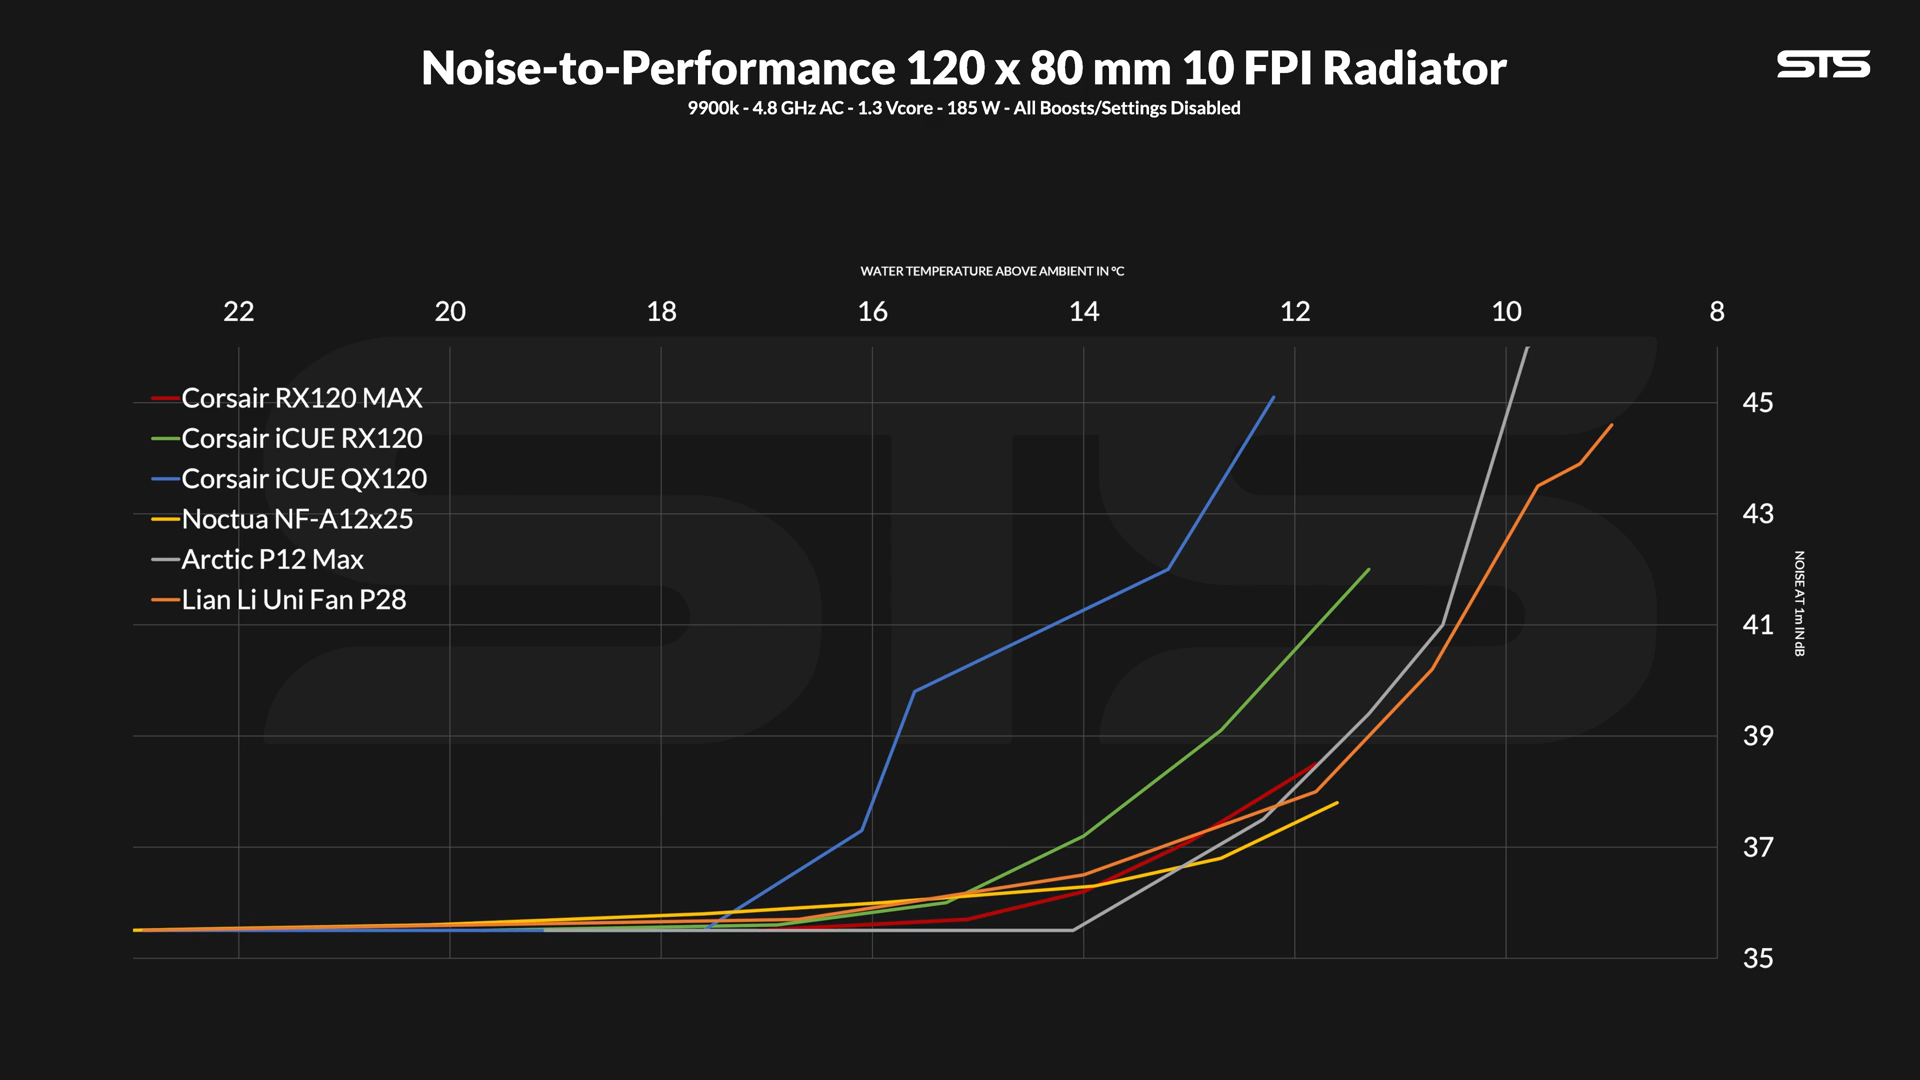 Noise-to-Performance 120 x 80 mm 10 FPI Radiator
STS
9900k - 4.8 GHz AC - 1.3 Vcore - 185 W - All Boosts/Settings Disabled
WATER TEMPERATURE ABOVE AMBIENT IN °C
22 20 18 16 14 12 10 8
Corsair RX120 MAX
Corsair iCUE RX120
Corsair iCUE QX120
Noctua NF-A12x25
Arctic P12 Max
Lian Li Uni Fan P28
45
43
41
39
37
35
NOISE AT 1m IN dB
STS